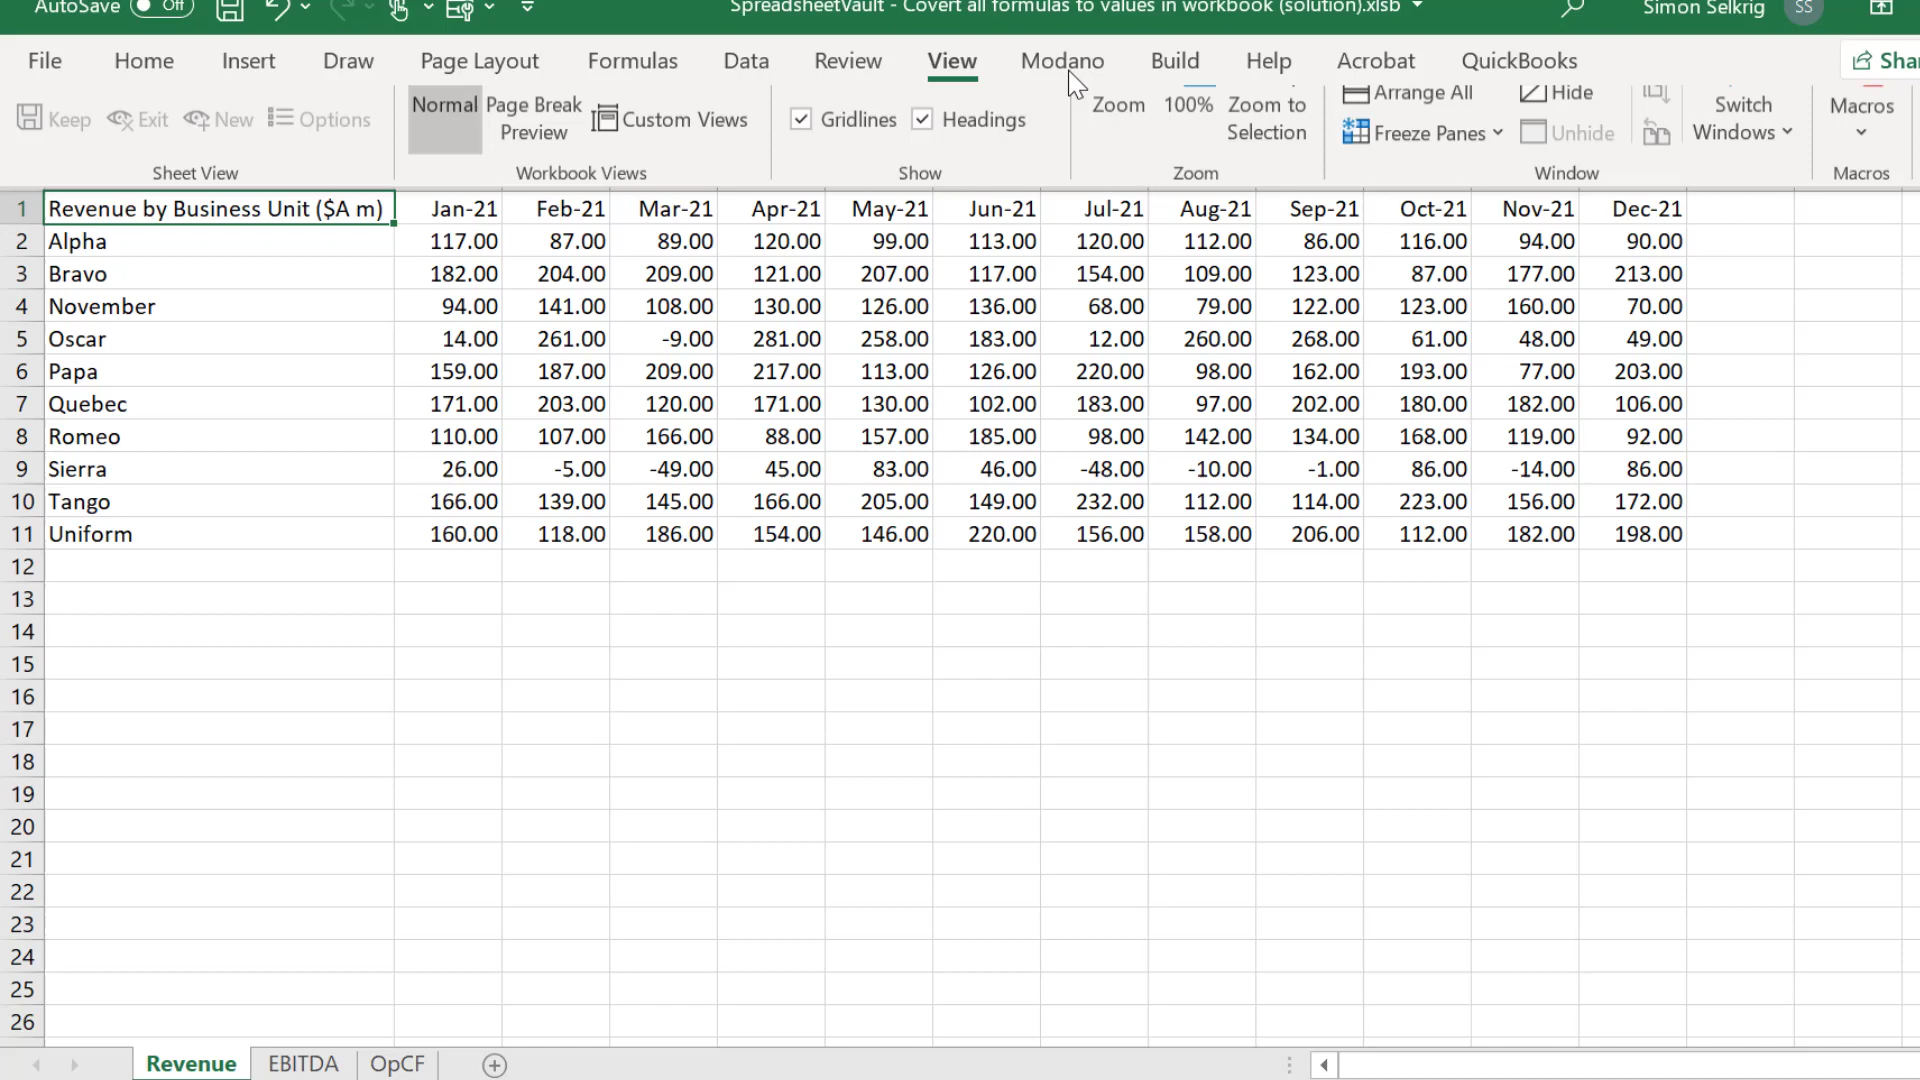 AutoSave Off SpreadsheetVault - Covert all formulas to values in workbook (solution).xlsb Simon Selkrig SS
File Home Insert Draw Page Layout Formulas Data Review View Modano Build Help Acrobat QuickBooks Sha
Keep Exit New Options Normal Page Break Preview Custom Views Gridlines Headings Zoom 100% Zoom to Selection Arrange All Freeze Panes Hide Unhide Switch Windows Macros
Sheet View Workbook Views Show Zoom Window Macros
1 Revenue by Business Unit ($A m) Jan-21 Feb-21 Mar-21 Apr-21 May-21 Jun-21 Jul-21 Aug-21 Sep-21 Oct-21 Nov-21 Dec-21
2 Alpha 117.00 87.00 89.00 120.00 99.00 113.00 120.00 112.00 86.00 116.00 94.00 90.00
3 Bravo 182.00 204.00 209.00 121.00 207.00 117.00 154.00 109.00 123.00 87.00 177.00 213.00
4 November 94.00 141.00 108.00 130.00 126.00 136.00 68.00 79.00 122.00 123.00 160.00 70.00
5 Oscar 14.00 261.00 -9.00 281.00 258.00 183.00 12.00 260.00 268.00 61.00 48.00 49.00
6 Papa 159.00 187.00 209.00 217.00 113.00 126.00 220.00 98.00 162.00 193.00 77.00 203.00
7 Quebec 171.00 203.00 120.00 171.00 130.00 102.00 183.00 97.00 202.00 180.00 182.00 106.00
8 Romeo 110.00 107.00 166.00 88.00 157.00 185.00 98.00 142.00 134.00 168.00 119.00 92.00
9 Sierra 26.00 -5.00 -49.00 45.00 83.00 46.00 -48.00 -10.00 -1.00 86.00 -14.00 86.00
10 Tango 166.00 139.00 145.00 166.00 205.00 149.00 232.00 112.00 114.00 223.00 156.00 172.00
11 Uniform 160.00 118.00 186.00 154.00 146.00 220.00 156.00 158.00 206.00 112.00 182.00 198.00
12
13
14
15
16
17
18
19
20
21
22
23
24
25
26
Revenue EBITDA OpCF